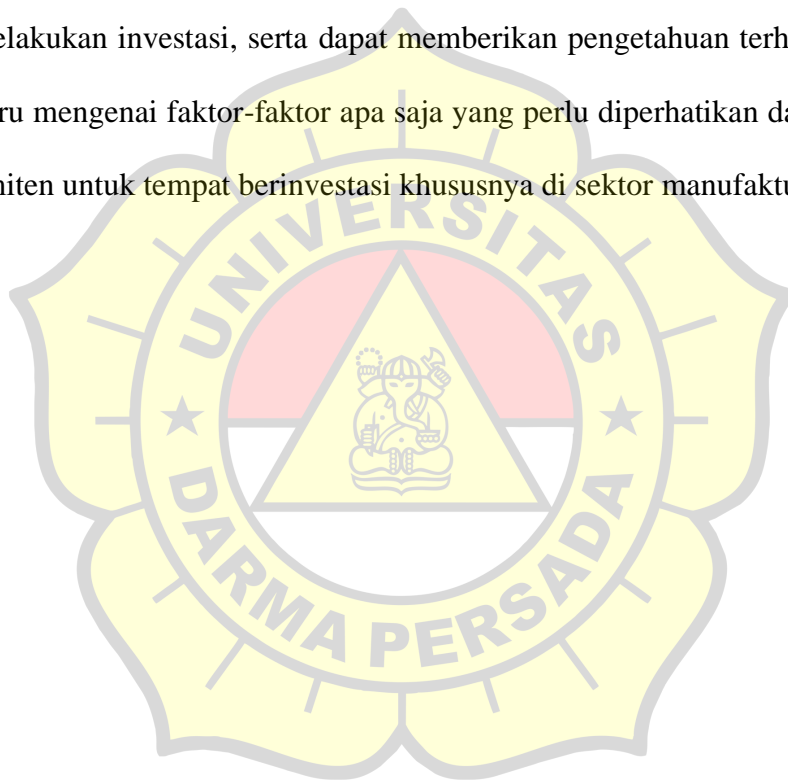 elakukan investasi, serta dapat memberikan pengetahuan terh
ru mengenai faktor-faktor apa saja yang perlu diperhatikan da
niten untuk tempat berinvestasi khususnya di sektor manufaktu
UNIVERSITAS
DARMA PERSADA